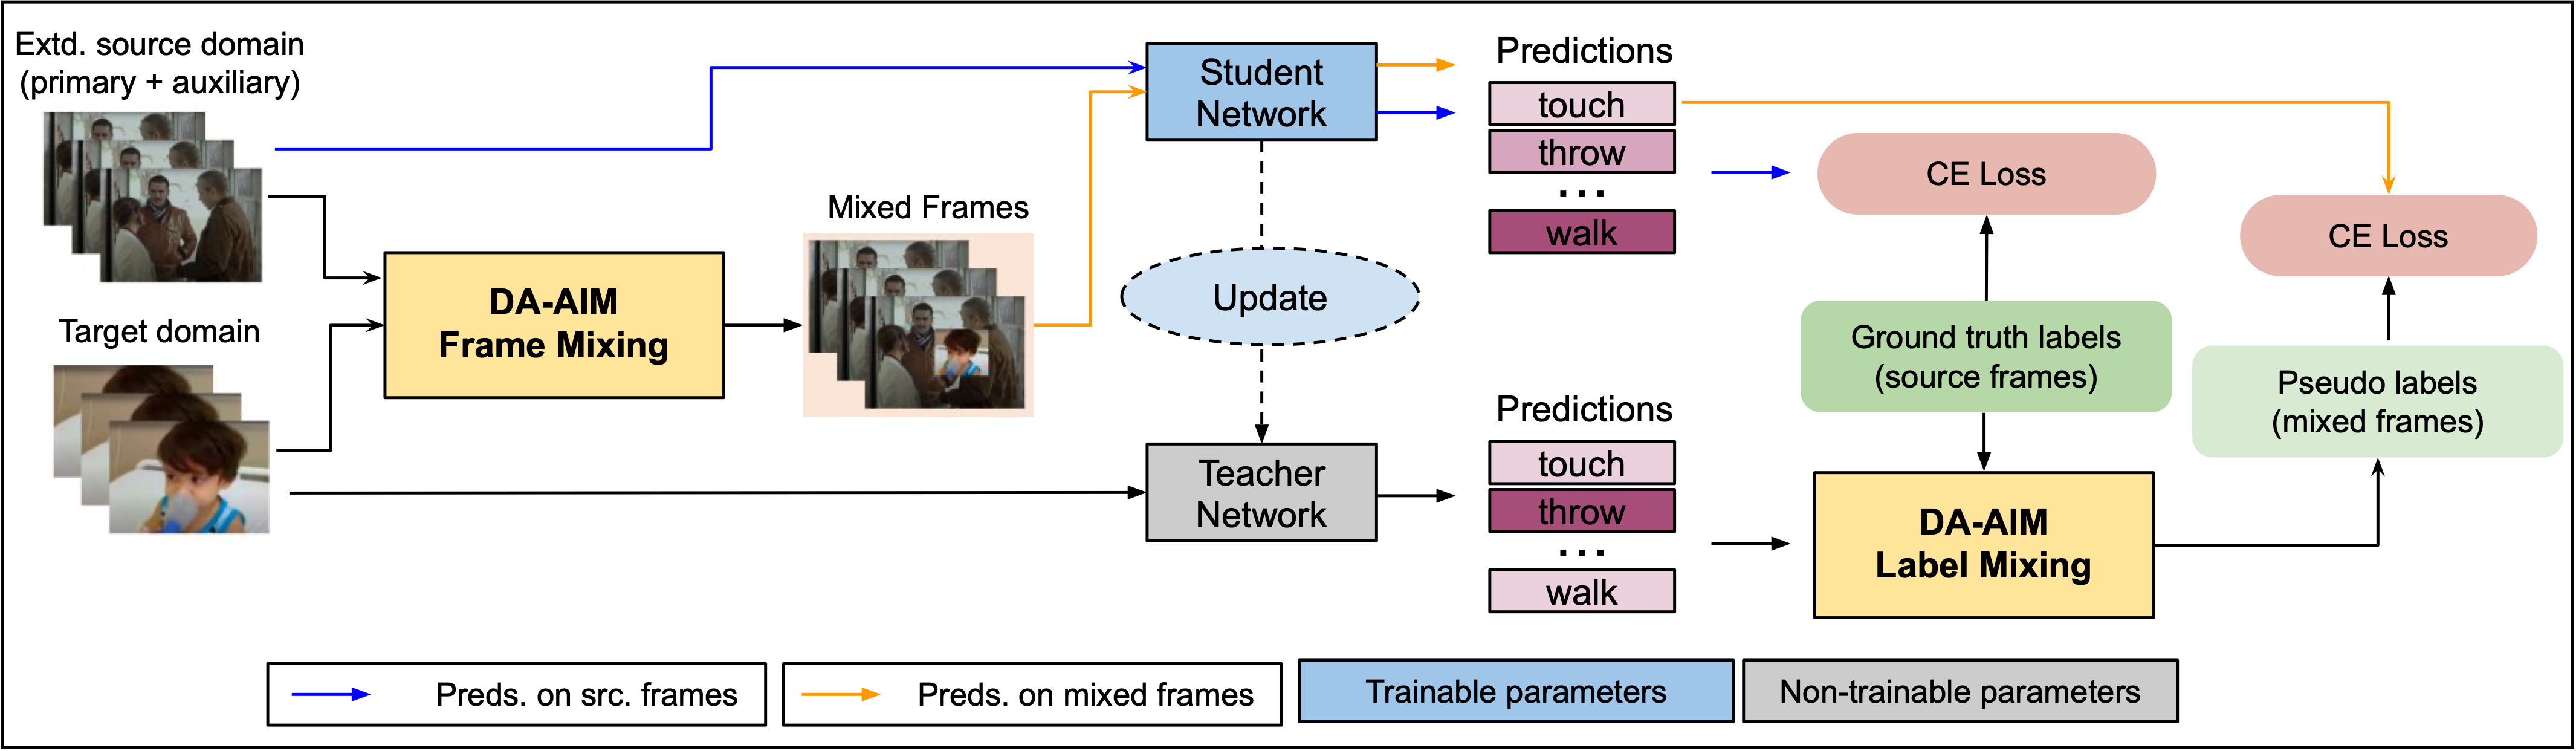 Extd. source domain
(primary + auxiliary)
Target domain
DA-AIM
Frame Mixing
Mixed Frames
Student
Network
Update
Teacher
Network
Predictions
touch
throw
...
walk
Predictions
touch
throw
...
walk
CE Loss
CE Loss
Ground truth labels
(source frames)
Pseudo labels
(mixed frames)
DA-AIM
Label Mixing
Preds. on src. frames
Preds. on mixed frames
Trainable parameters
Non-trainable parameters